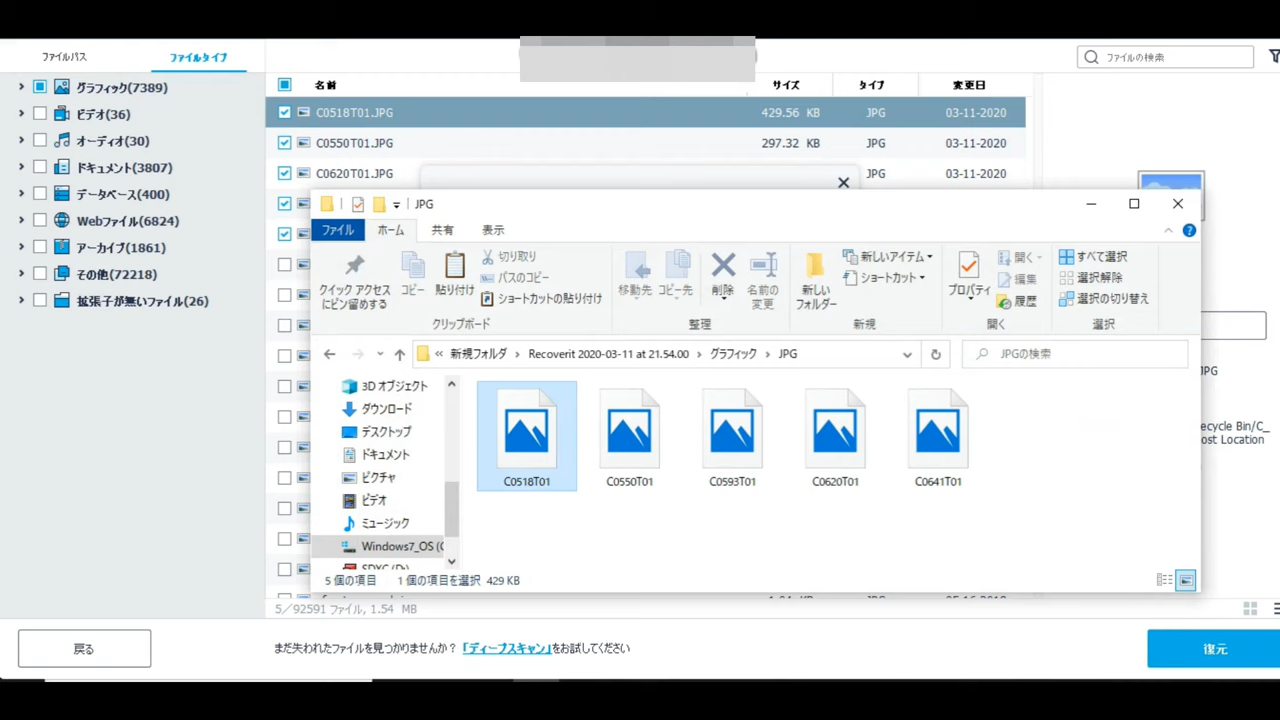 ファイルパス
ファイルタイプ
ファイルの検索
グラフィック(7389)
ビデオ(36)
オーディオ(30)
ドキュメント(3807)
データベース(400)
Webファイル(6824)
アーカイブ(1861)
その他(72218)
拡張子が無いファイル(26)
名前 サイズ タイプ 変更日
C0518T01.JPG 429.56 KB JPG 03-11-2020
C0550T01.JPG 297.32 KB JPG 03-11-2020
C0620T01.JPG JPG 03-11-2020
JPG
ファイル ホーム 共有 表示
クイック アクセスにピン留めする
コピー
貼り付け
切り取り
パスのコピー
ショートカットの貼り付け
クリップボード
移動先
コピー先
削除
名前の変更
整理
新しいフォルダー
新しいアイテム
ショートカット
新規
プロパティ
開く
編集
履歴
開く
すべて選択
選択解除
選択の切り替え
選択
« 新規フォルダ › Recoverit 2020-03-11 at 21.54.00 › グラフィック › JPG
JPGの検索
3D オブジェクト
ダウンロード
デスクトップ
ドキュメント
ピクチャ
ビデオ
ミュージック
Windows7_OS (C
C0518T01
C0550T01
C0593T01
C0620T01
C0641T01
5 個の項目 1 個の項目を選択 429 KB
JPG
ecycle Bin/C_
ost Location
5／92591 ファイル, 1.54 MB
戻る
まだ失われたファイルを見つかりませんか？「ディープスキャン」をお試してください
復元